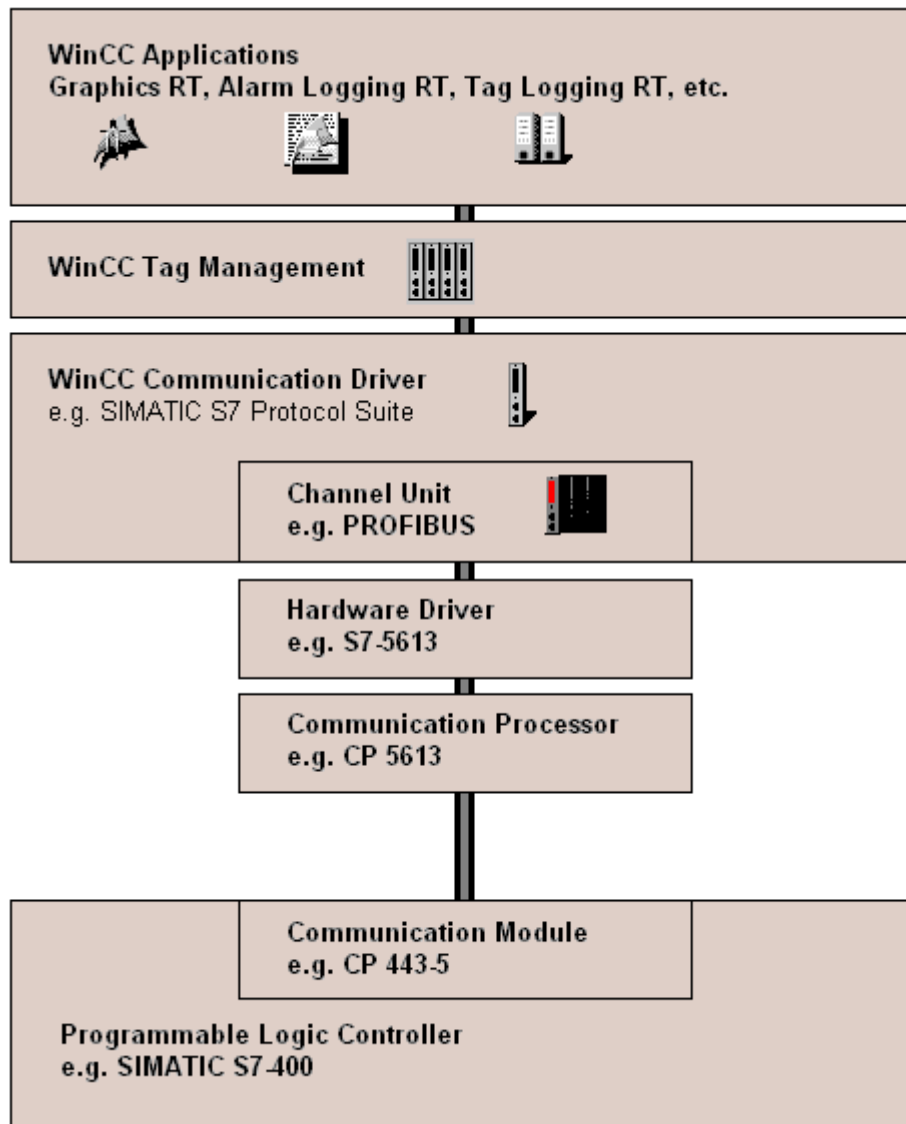 WinCC Applications
Graphics RT, Alarm Logging RT, Tag Logging RT, etc.
WinCC Tag Management
WinCC Communication Driver
e.g. SIMATIC S7 Protocol Suite
Channel Unit
e.g. PROFIBUS
Hardware Driver
e.g. S7-5613
Communication Processor
e.g. CP 5613
Communication Module
e.g. CP 443-5
Programmable Logic Controller
e.g. SIMATIC S7-400